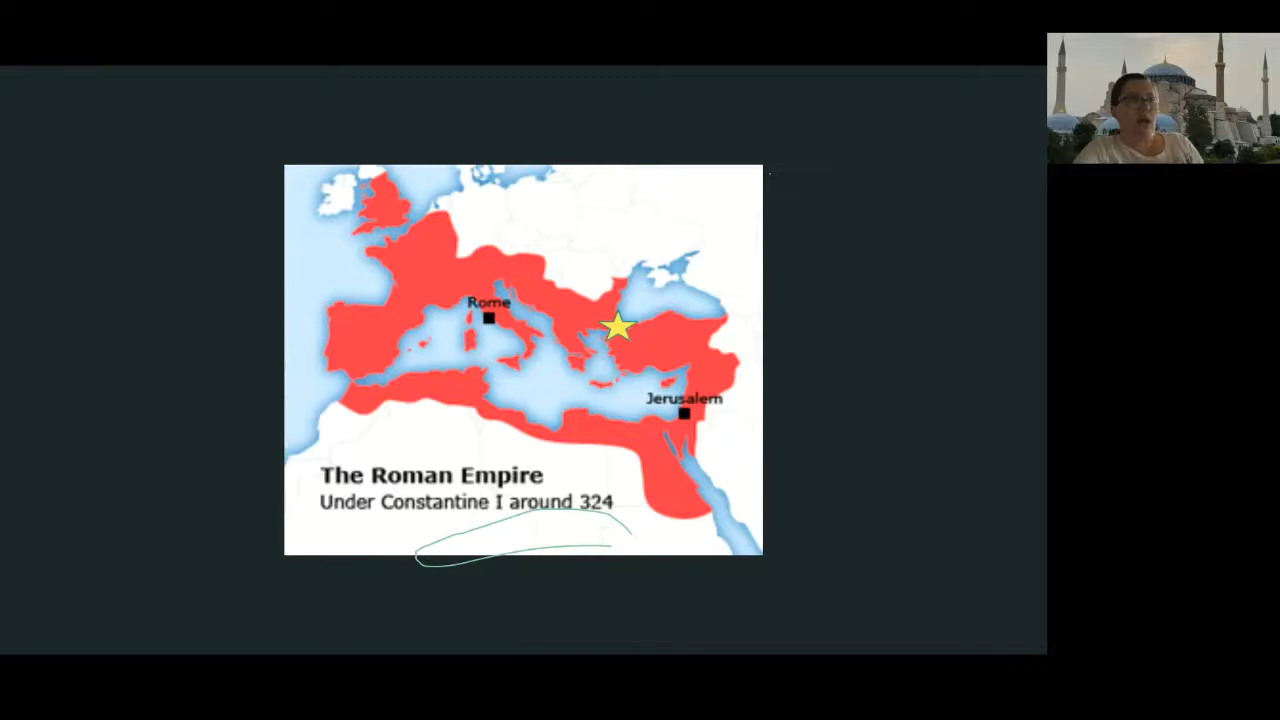 Rome
Jerusalem
The Roman Empire
Under Constantine I around 324